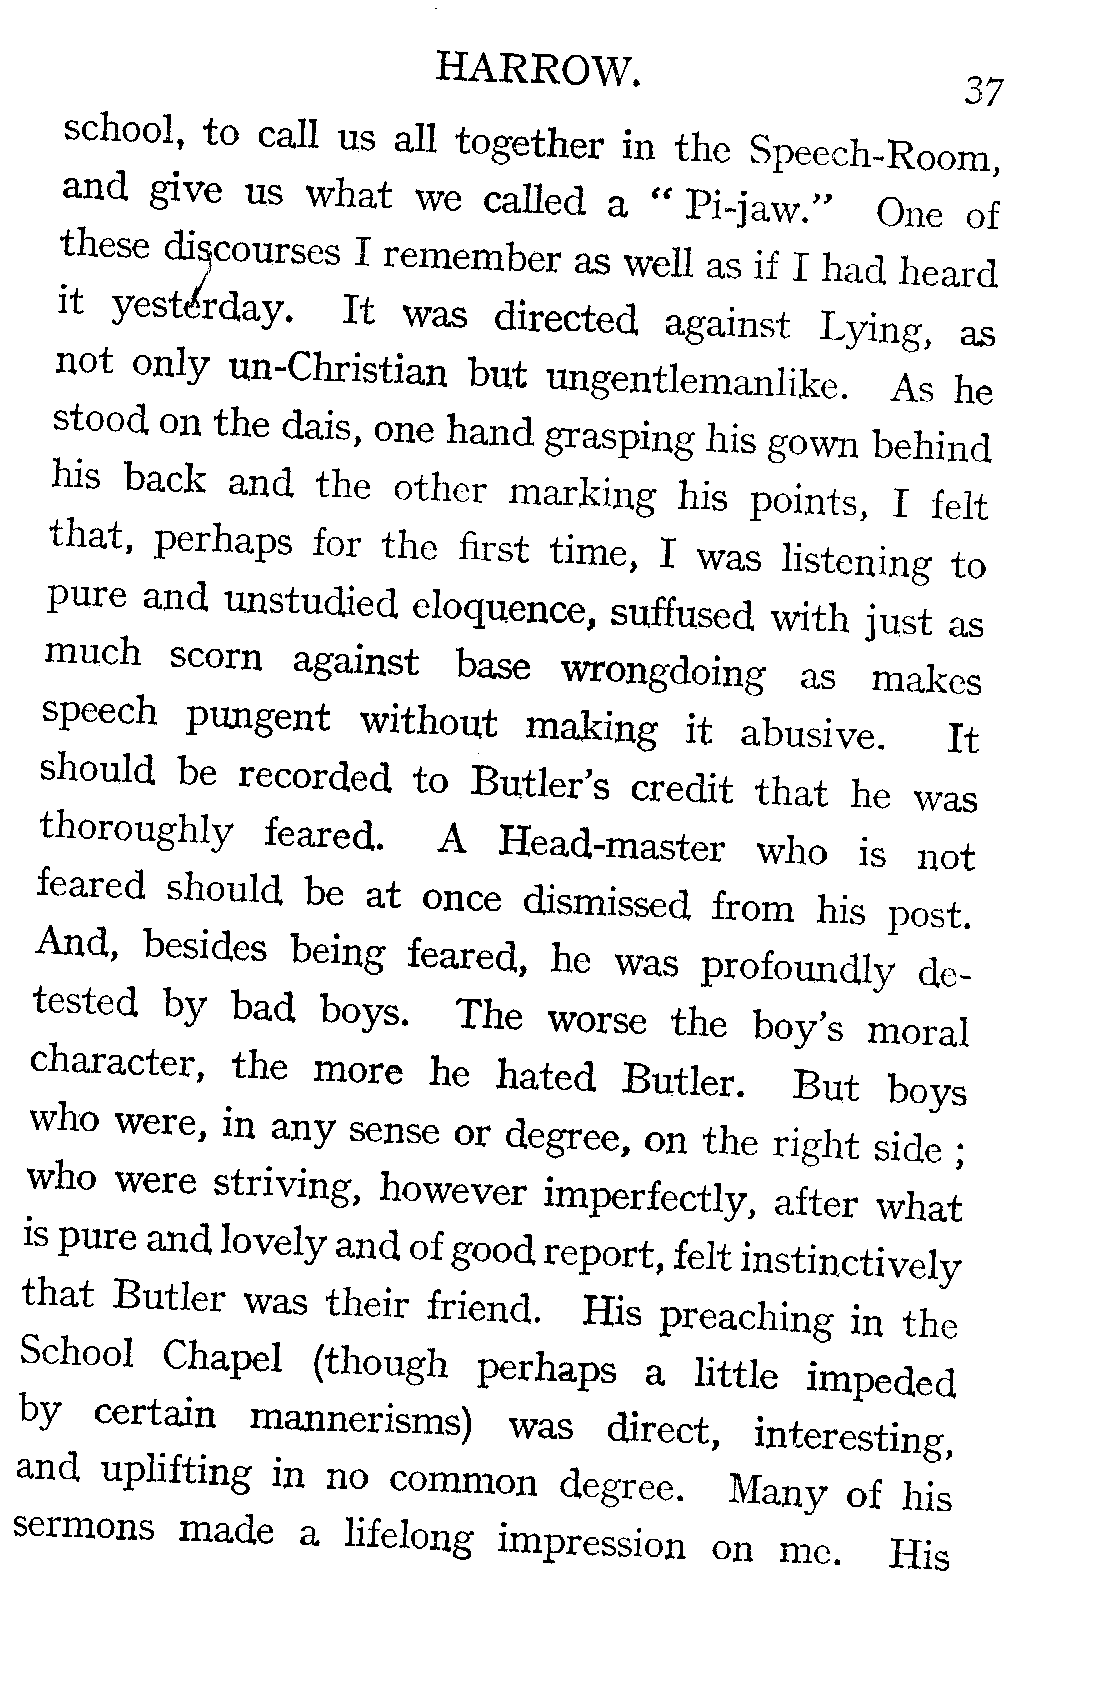 HARROW.
37
school, to call us all together in the Speech-Room,
and give us what we called a “ Pi-jaw.” One of
these discourses I remember as well as if I had heard
it yesterday. It was directed against Lying, as
not only un-Christian but ungentlemanlike. As he
stood on the dais, one hand grasping his gown behind
his back and the other marking his points, I felt
that, perhaps for the first time, I was listening to
pure and unstudied eloquence, suffused with just as
much scorn against base wrongdoing as makes
speech pungent without making it abusive. It
should be recorded to Butler’s credit that he was
thoroughly feared. A Head-master who is not
feared should be at once dismissed from his post.
And, besides being feared, he was profoundly de-
tested by bad boys. The worse the boy’s moral
character, the more he hated Butler. But boys
who were, in any sense or degree, on the right side ;
who were striving, however imperfectly, after what
is pure and lovely and of good report, felt instinctively
that Butler was their friend. His preaching in the
School Chapel (though perhaps a little impeded
by certain mannerisms) was direct, interesting,
and uplifting in no common degree. Many of his
sermons made a lifelong impression on me. His